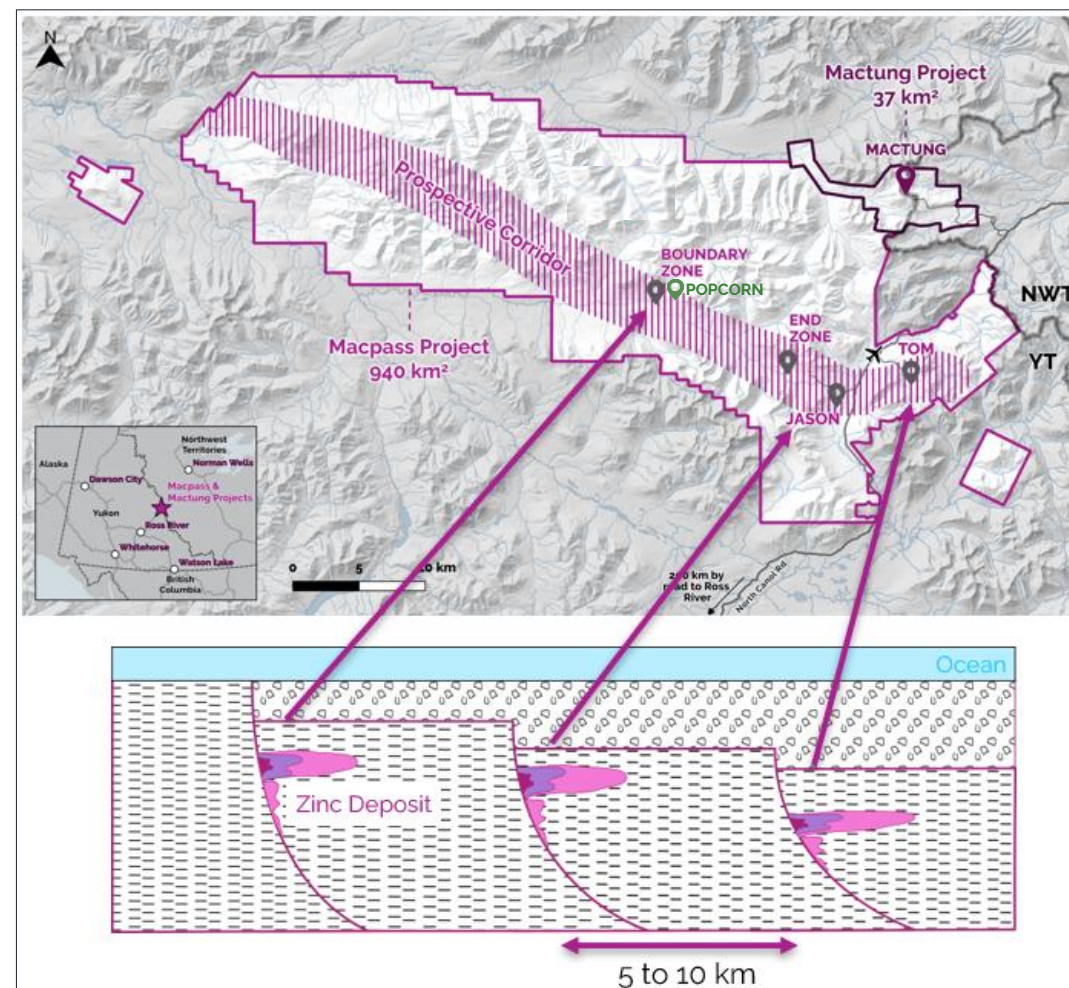 N
Mactung Project
37 km²
MACTUNG
Prospective Corridor
BOUNDARY
ZONE
POPCORN
NWT
YT
END
ZONE
TOM
JASON
Macpass Project
940 km²
Northwest
Territories
Alaska
Norman Wells
Dawson City
Macpass &
Mactung Projects
Yukon
Ross River
Whitehorse
Watson Lake
British
Columbia
0 5 10 km
road to Ross
River
North Canol Rd
Ocean
Zinc Deposit
5 to 10 km